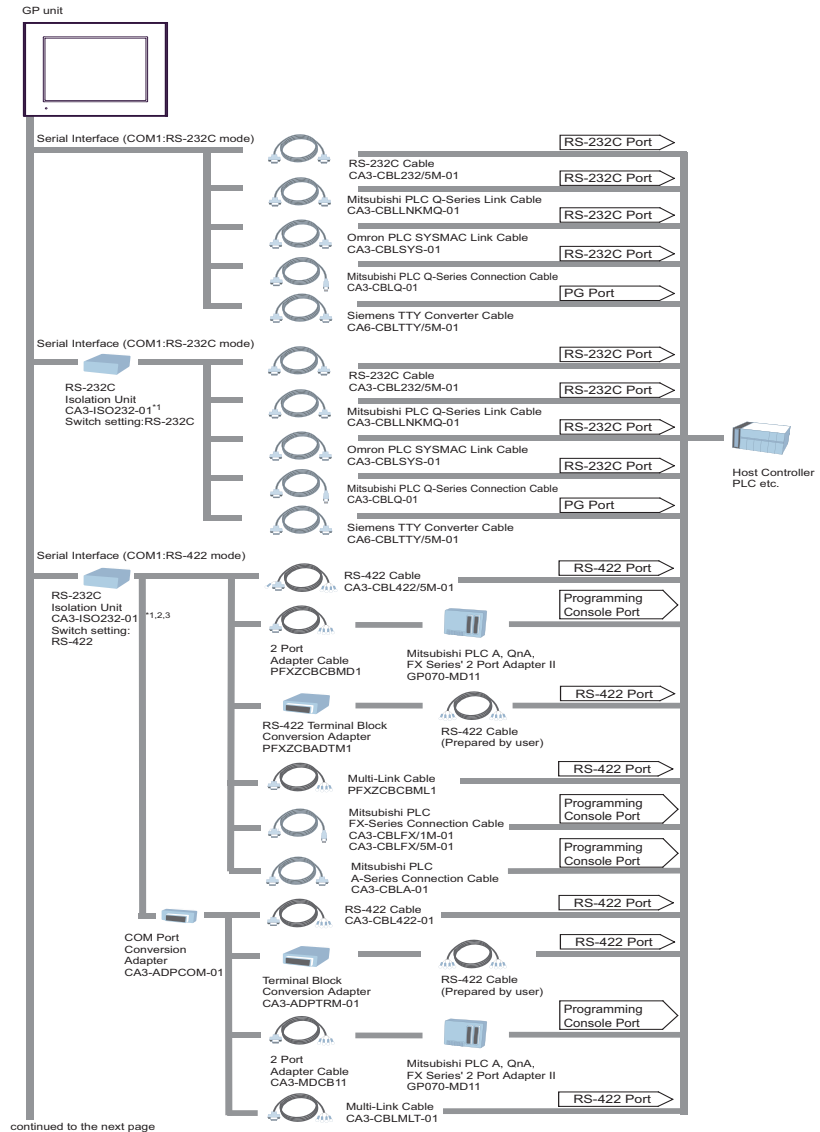 GP unit
Serial Interface (COM1:RS-232C mode)
RS-232C Port
RS-232C Cable
CA3-CBL232/5M-01
RS-232C Port
Mitsubishi PLC Q-Series Link Cable
CA3-CBLLNKMQ-01
RS-232C Port
Omron PLC SYSMAC Link Cable
CA3-CBLSYS-01
RS-232C Port
Mitsubishi PLC Q-Series Connection Cable
CA3-CBLQ-01
PG Port
Siemens TTY Converter Cable
CA6-CBLTTY/5M-01
Serial Interface (COM1:RS-232C mode)
RS-232C
Isolation Unit
CA3-ISO232-01*1
Switch setting:RS-232C
RS-232C Port
RS-232C Cable
CA3-CBL232/5M-01
RS-232C Port
Mitsubishi PLC Q-Series Link Cable
CA3-CBLLNKMQ-01
RS-232C Port
Omron PLC SYSMAC Link Cable
CA3-CBLSYS-01
RS-232C Port
Mitsubishi PLC Q-Series Connection Cable
CA3-CBLQ-01
PG Port
Siemens TTY Converter Cable
CA6-CBLTTY/5M-01
Host Controller
PLC etc.
Serial Interface (COM1:RS-422 mode)
RS-232C
Isolation Unit
CA3-ISO232-01 *1,2,3
Switch setting:
RS-422
RS-422 Cable
CA3-CBL422/5M-01
RS-422 Port
2 Port
Adapter Cable
PFXZCBCBMD1
Mitsubishi PLC A, QnA,
FX Series' 2 Port Adapter II
GP070-MD11
Programming
Console Port
RS-422 Terminal Block
Conversion Adapter
PFXZCBADTM1
RS-422 Cable
(Prepared by user)
RS-422 Port
Multi-Link Cable
PFXZCBCBML1
RS-422 Port
Mitsubishi PLC
FX-Series Connection Cable
CA3-CBLFX/1M-01
CA3-CBLFX/5M-01
Programming
Console Port
Mitsubishi PLC
A-Series Connection Cable
CA3-CBLA-01
Programming
Console Port
COM Port
Conversion
Adapter
CA3-ADPCOM-01
RS-422 Cable
CA3-CBL422-01
RS-422 Port
Terminal Block
Conversion Adapter
CA3-ADPTRM-01
RS-422 Cable
(Prepared by user)
RS-422 Port
2 Port
Adapter Cable
CA3-MDCB11
Mitsubishi PLC A, QnA,
FX Series' 2 Port Adapter II
GP070-MD11
Programming
Console Port
Multi-Link Cable
CA3-CBLMLT-01
RS-422 Port
continued to the next page